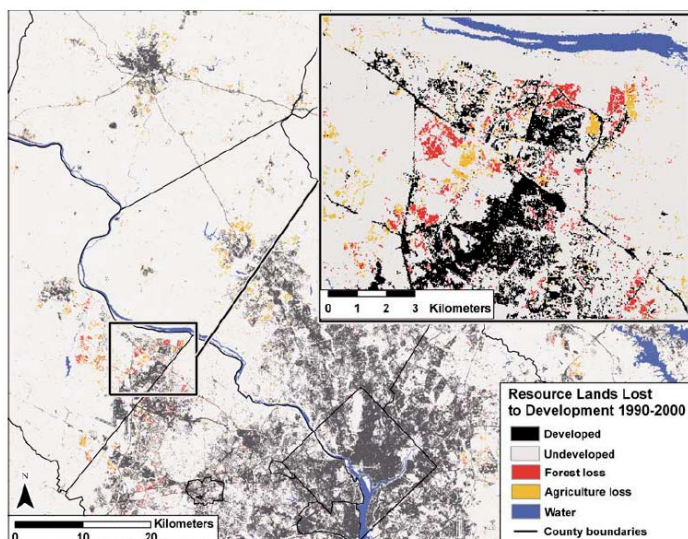 Kilometers
0 1 2 3
Resource Lands Lost
to Development 1990-2000
Developed
Undeveloped
Forest loss
Agriculture loss
Water
County boundaries
N
Kilometers
0 10 20